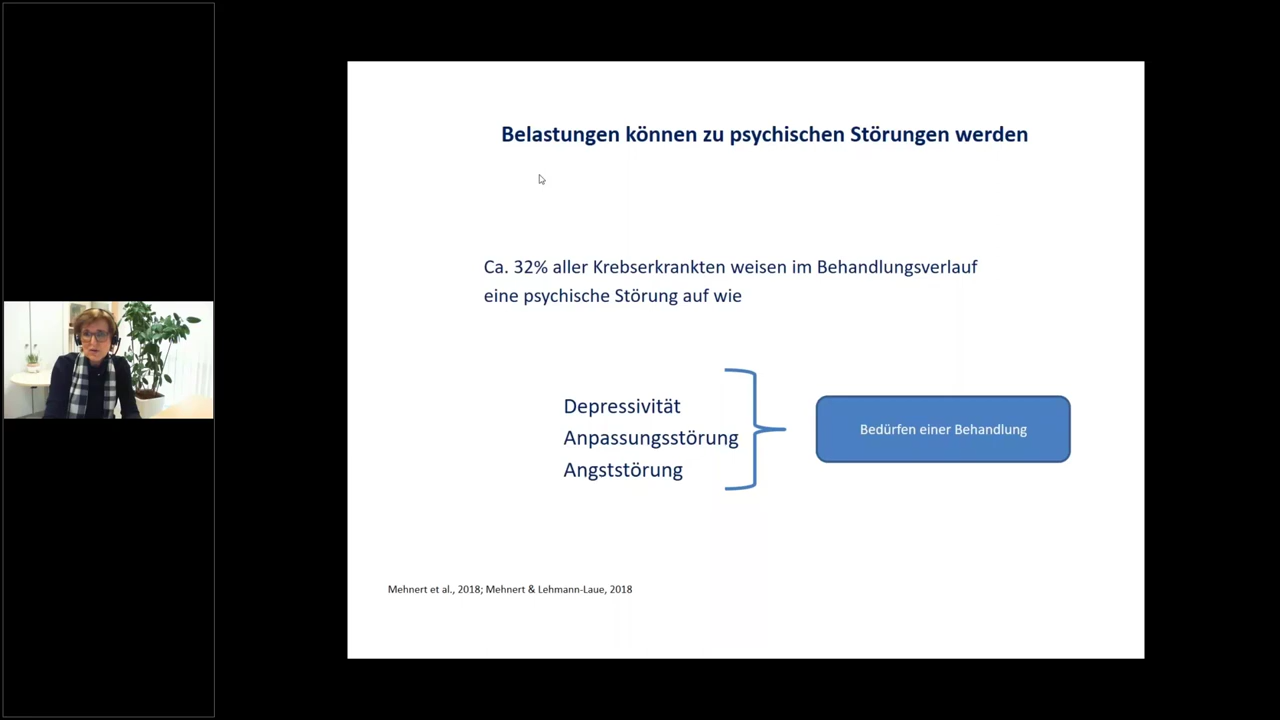 Belastungen können zu psychischen Störungen werden
Ca. 32% aller Krebserkrankten weisen im Behandlungsverlauf
eine psychische Störung auf wie
Depressivität
Anpassungsstörung
Angststörung
Bedürfen einer Behandlung
Mehnert et al., 2018; Mehnert & Lehmann-Laue, 2018